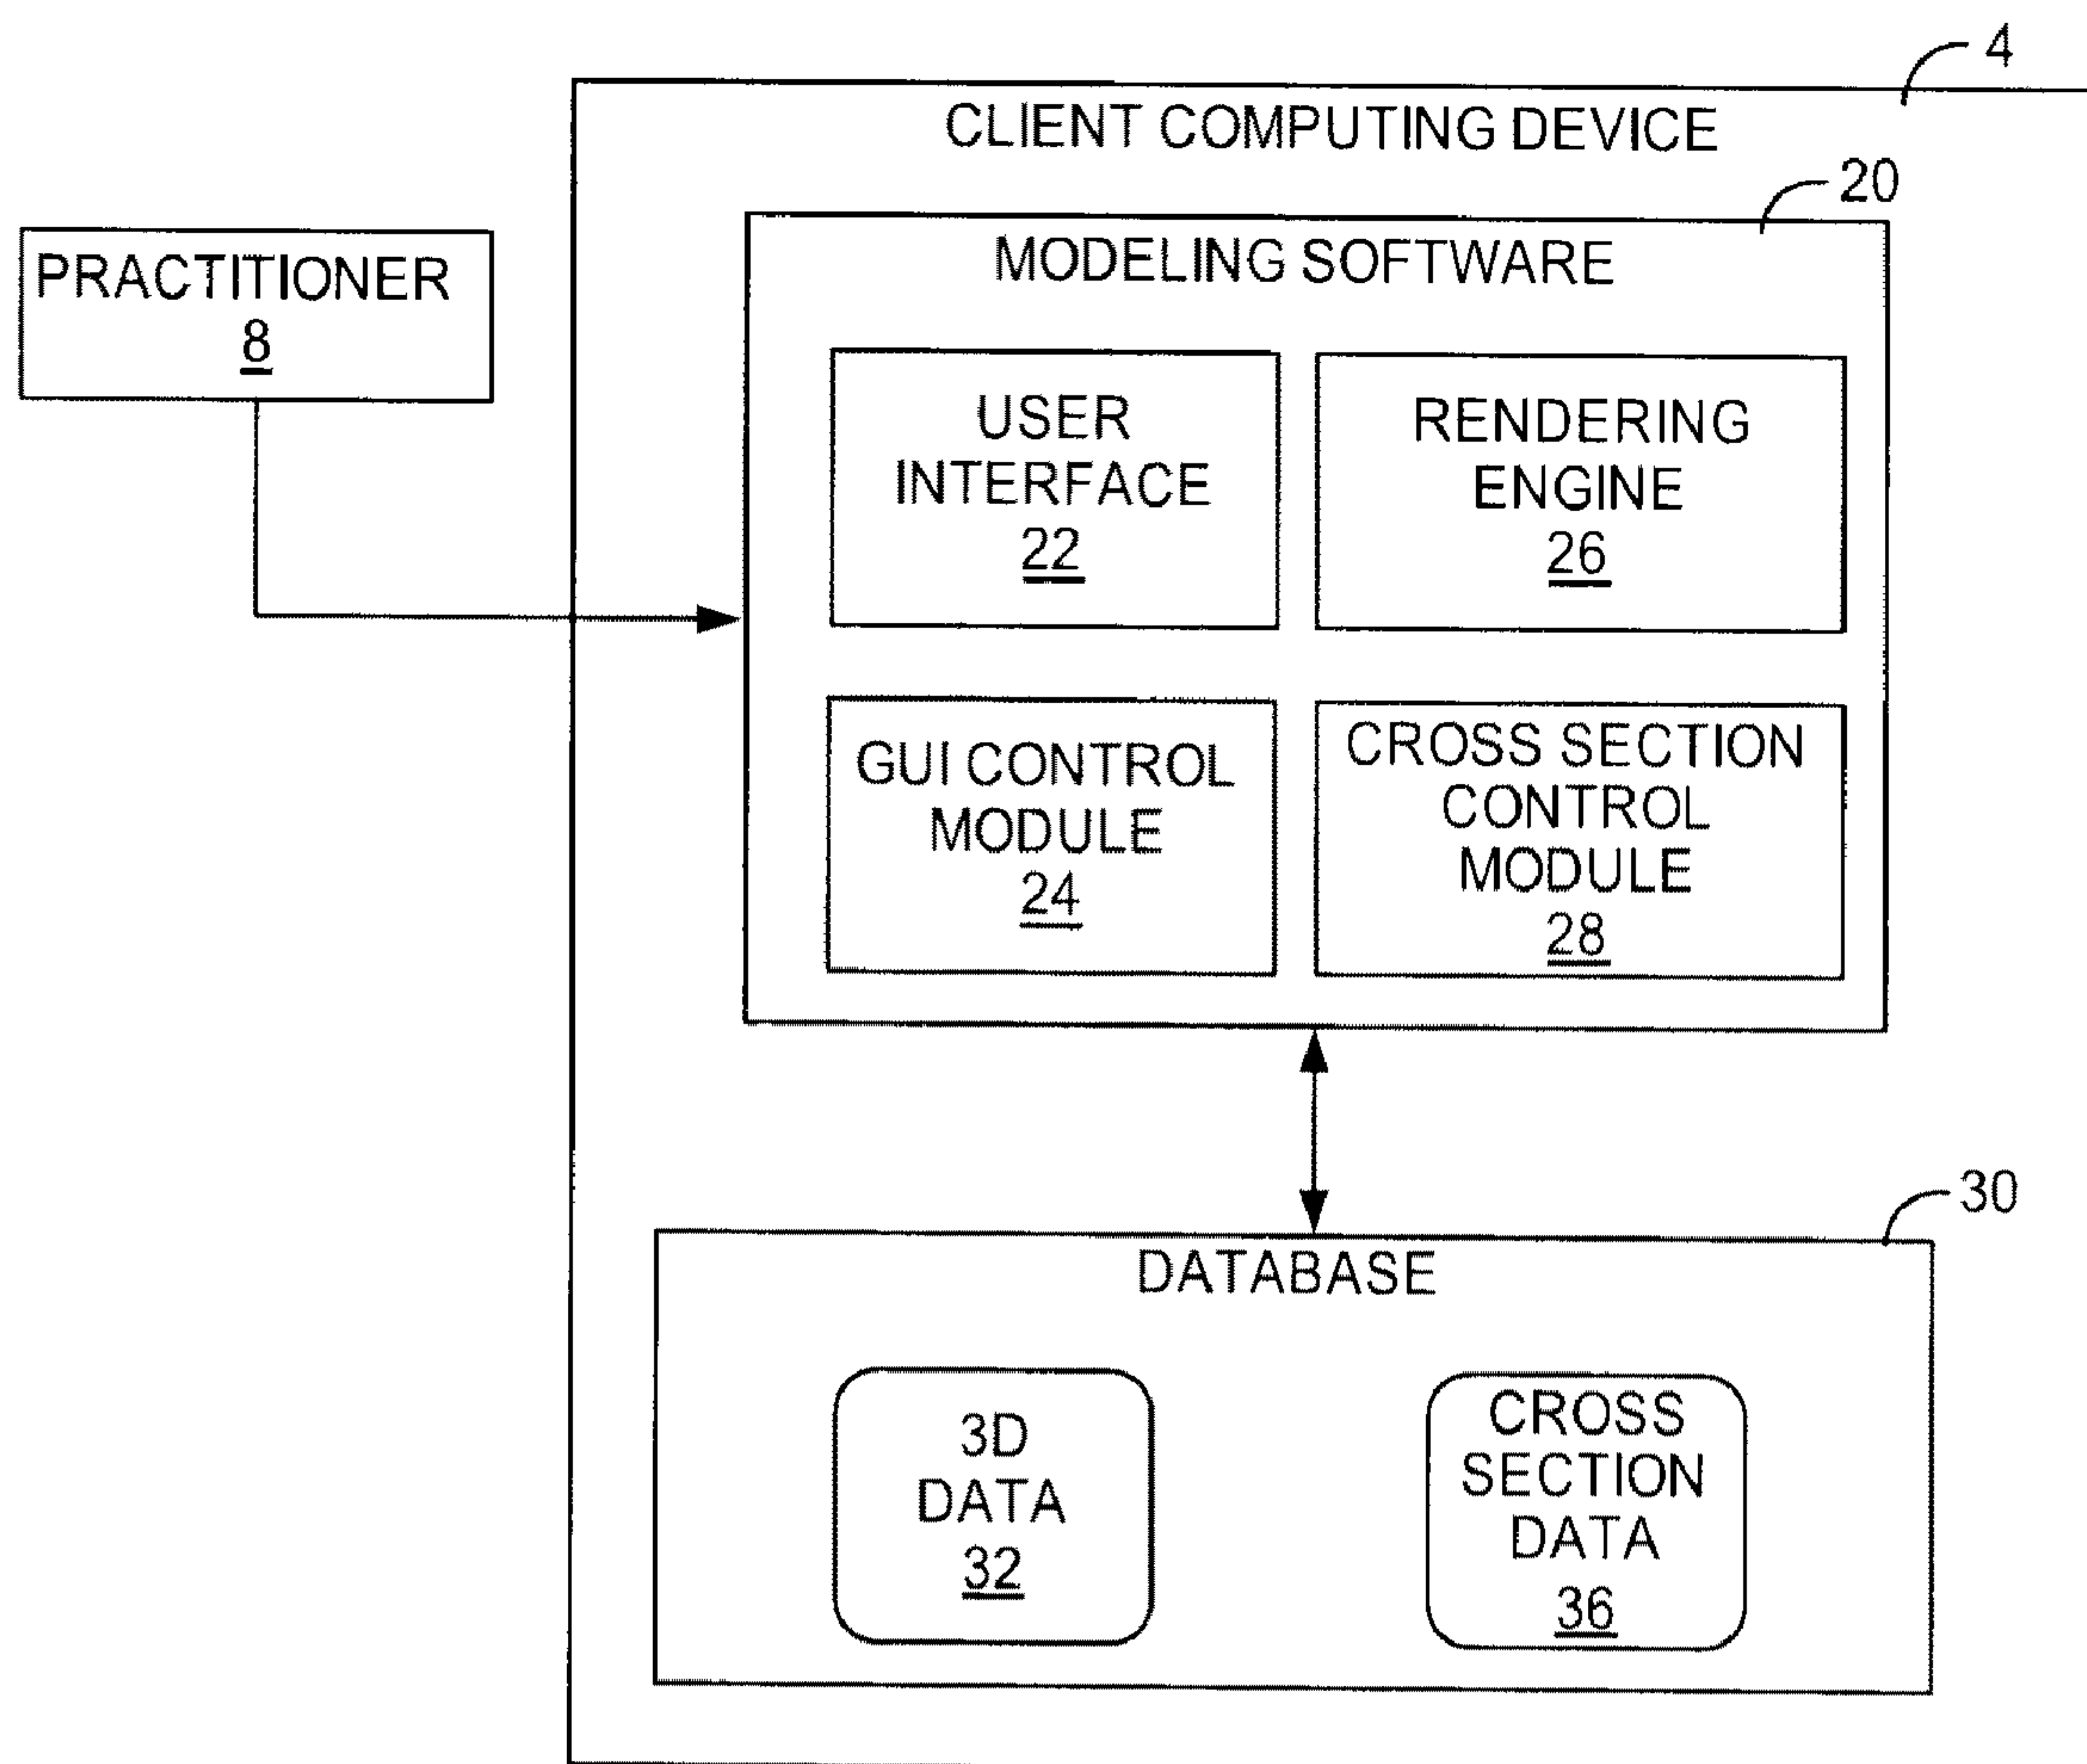 4
CLIENT COMPUTING DEVICE
20
MODELING SOFTWARE
PRACTITIONER
8
USER
INTERFACE
22
RENDERING
ENGINE
26
GUI CONTROL
MODULE
24
CROSS SECTION
CONTROL
MODULE
28
30
DATABASE
3D
DATA
32
CROSS
SECTION
DATA
36